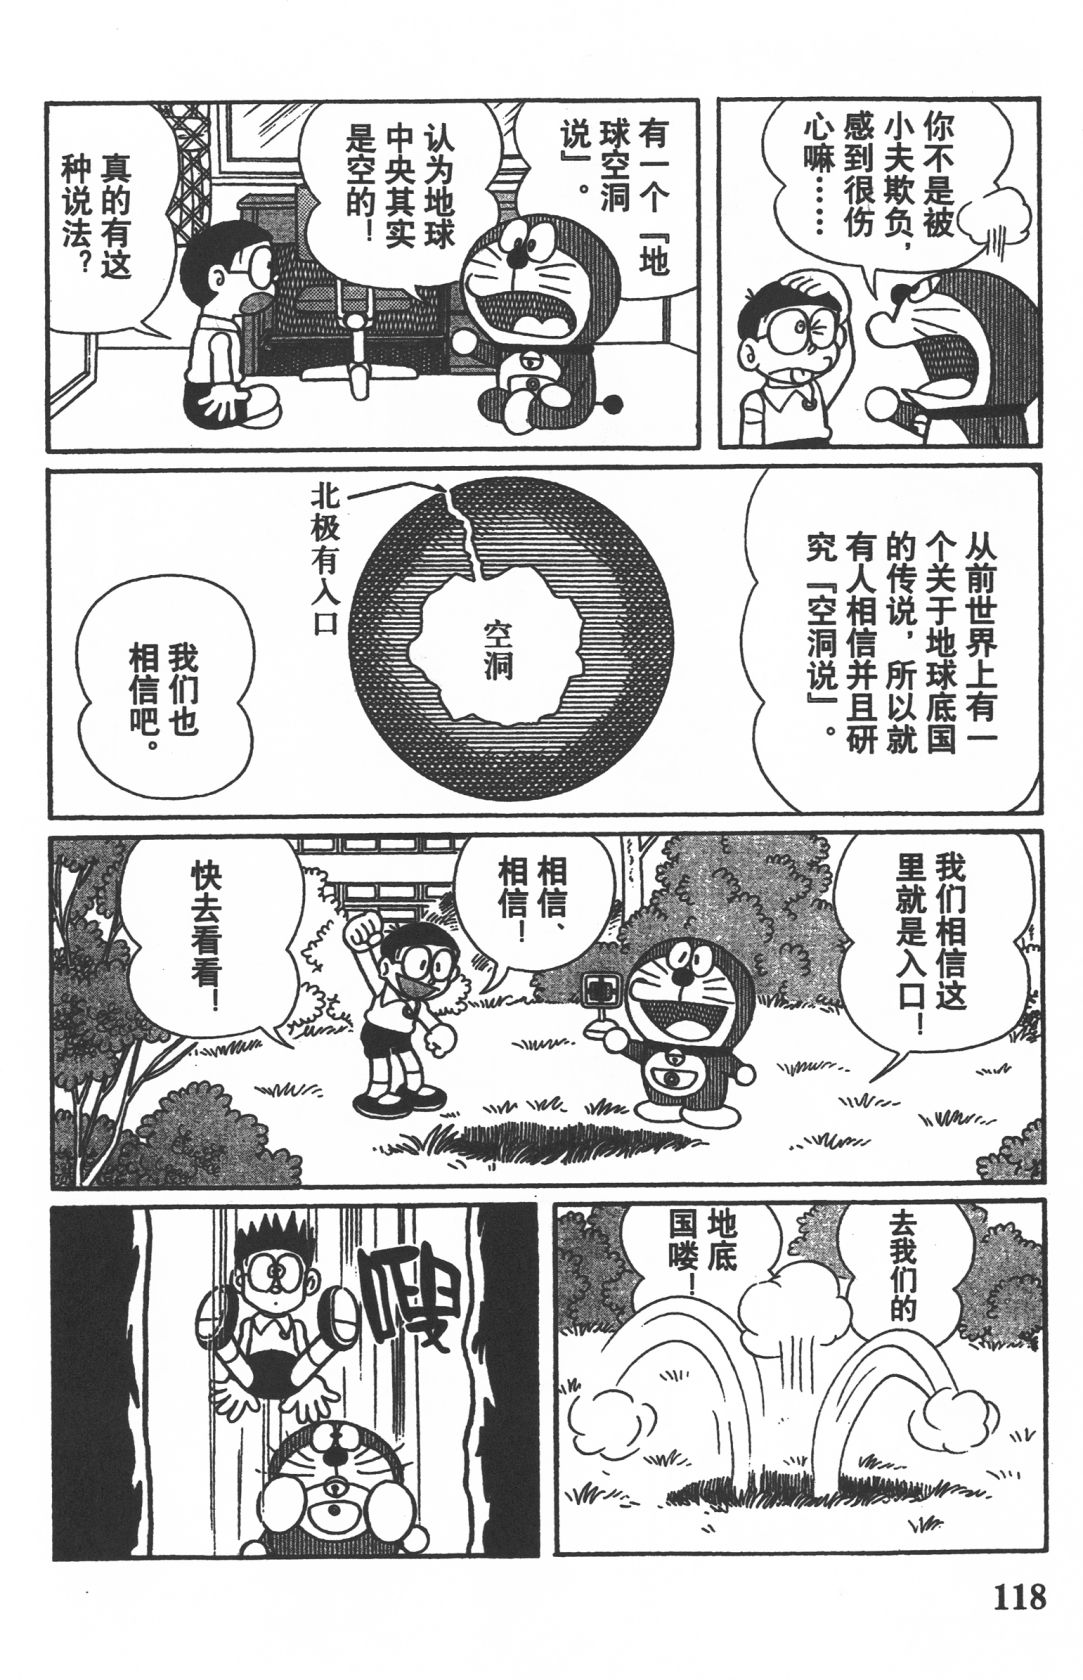 你不是被
小夫欺负，
感到很伤
心嘛……
有一个『地
球空洞
说』。
认为地球
中央其实
是空的！
真的有这
种说法？
从前世界上有一
个关于地球底国
的传说，所以就
有人相信并且研
究『空洞说』。
北极有入口
空洞
我们也
相信吧。
我们相信这
里就是入口！
相信、
相信！
快去看看！
去我们的
地底
国喽！
嗖
118